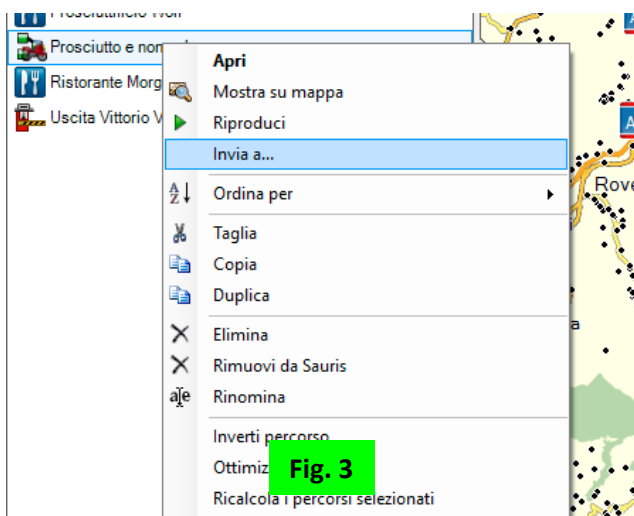 Prosciutto e non
Apri
Ristorante Morg
Mostra su mappa
Uscita Vittorio V
Riproduci
Invia a...
Ordina per
Rove
Taglia
Copia
Duplica
Elimina
Rimuovi da Sauris
Rinomina
Inverti percorso
Ottimiz
Fig. 3
Ricalcola i percorsi selezionati